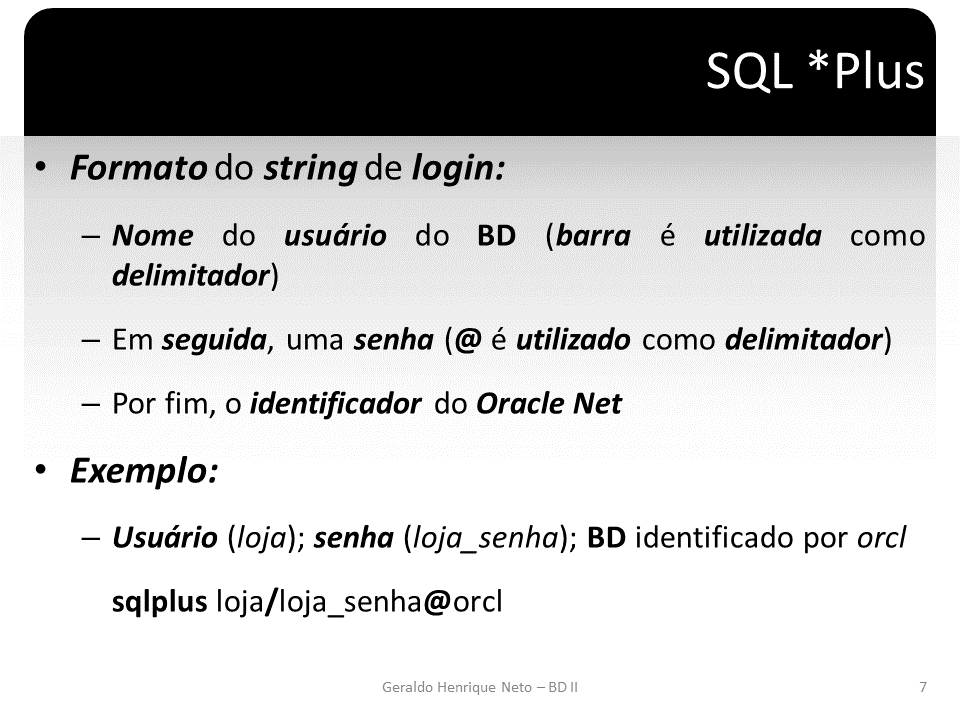 SQL *Plus
• Formato do string de login:
– Nome do usuário do BD (barra é utilizada como
delimitador)
– Em seguida, uma senha (@ é utilizado como delimitador)
– Por fim, o identificador do Oracle Net
• Exemplo:
– Usuário (loja); senha (loja_senha); BD identificado por orcl
sqlplus loja/loja_senha@orcl
Geraldo Henrique Neto – BD II
7